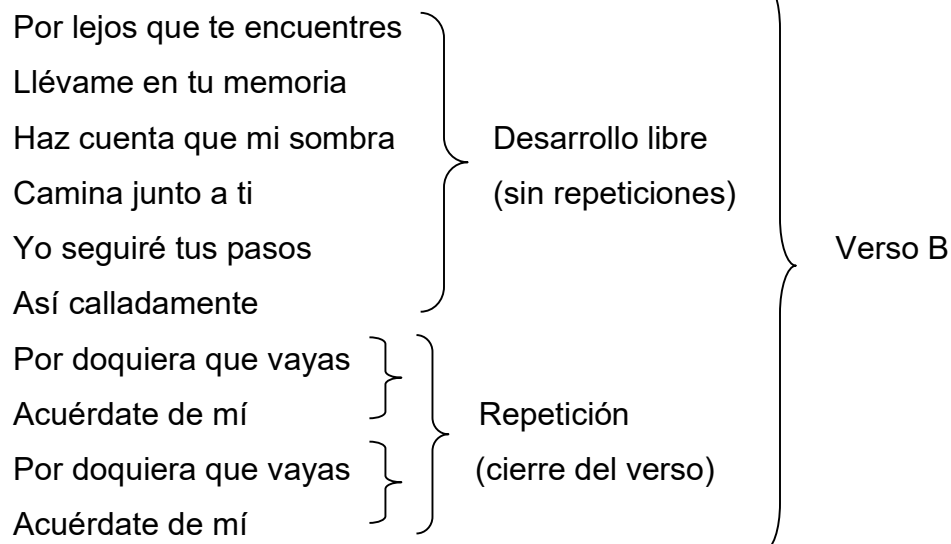 Por lejos que te encuentres
Llévame en tu memoria
Haz cuenta que mi sombra
Camina junto a ti
Yo seguiré tus pasos
Así calladamente
Por doquiera que vayas
Acuérdate de mí
Por doquiera que vayas
Acuérdate de mí
Desarrollo libre
(sin repeticiones)
Repetición
(cierre del verso)
Verso B